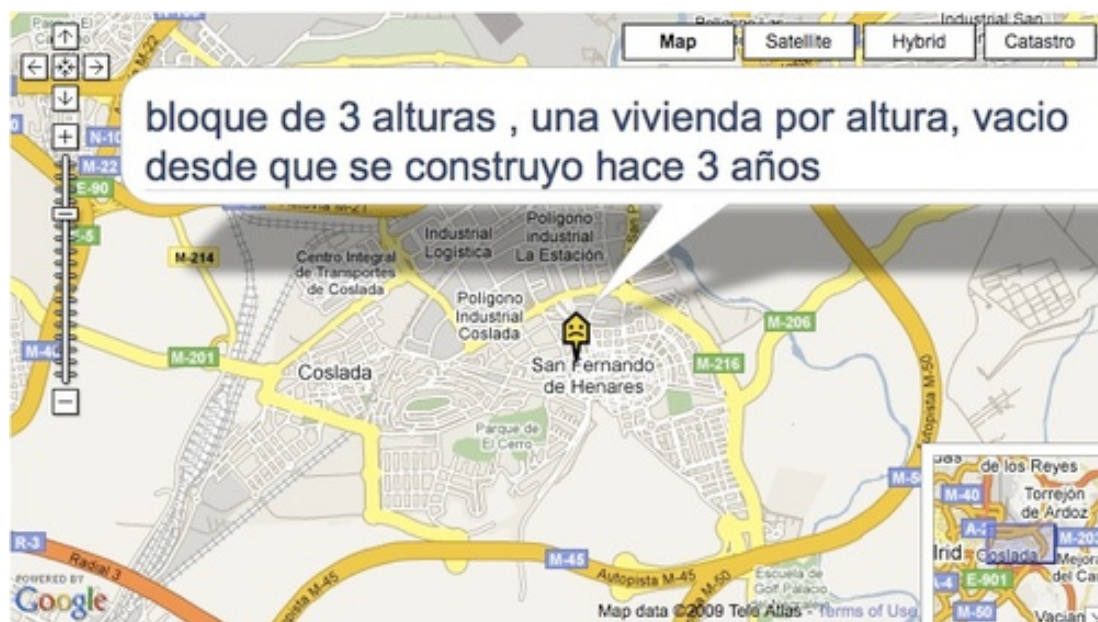 Map
Satellite
Hybrid
Catastro
bloque de 3 alturas , una vivienda por altura, vacio
desde que se construyo hace 3 años
N-10
M-22
M-22
E-90
M-214
Industrial
Logística
Polígono
industrial
La Estación
Centro Integral
de Transportes
de Coslada
Polígono
Industrial
Coslada
M-206
M-201
Coslada
San Fernando
de Henares
M-216
Parque de
El Cerro
Autopista M-50
de los Reyes
M-40
Torrejón
de Ardoz
A-2
M-203
Coslada
E-901
M-50
R-3
Radial 3
M-45
Autopista M-45
M-50
Escuela de
Golf Palacio
POWERED BY
Google
Map data ©2009 Tele Atlas - Terms of Use